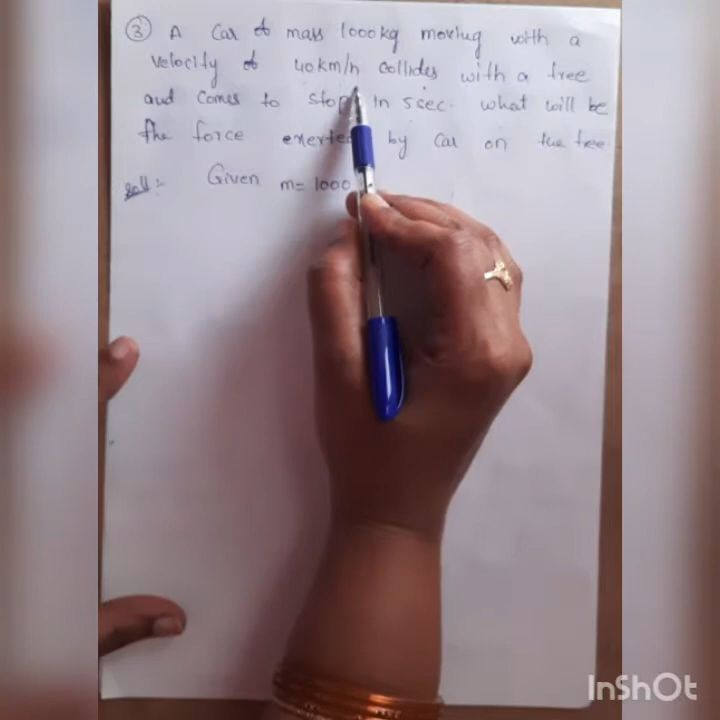 ③ A Car of mass 1000kg moving with a
velocity of 40km/h collides with a tree
and comes to stop in 5sec. what will be
the force exerted by Car on the tree.
Soll:- Given m= 1000
InShOt